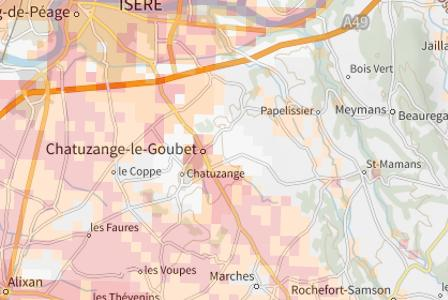 ISÈRE
g-de-Péage
A49
Jailla
Bois Vert
Papelissier
Meymans
Beaurega
Chatuzange-le-Goubet
St-Mamans
le Coppe
Chatuzange
les Faures
les Voupes
Marches
Alixan
Rochefort-Samson
les Thévenins